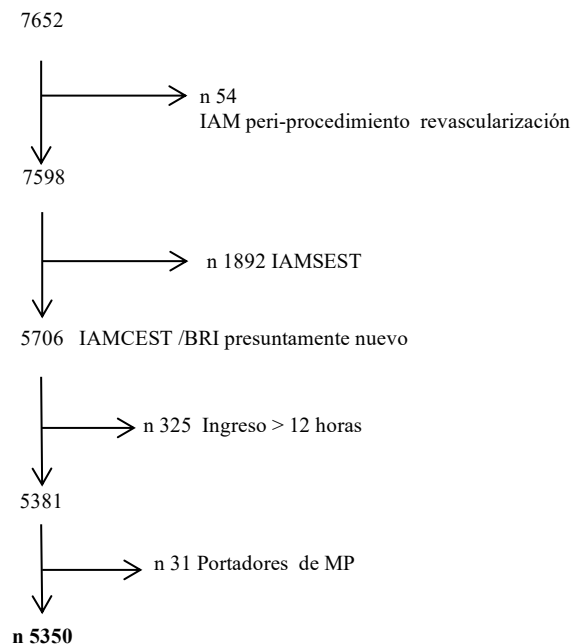 7652
n 54
IAM peri-procedimiento revascularización
7598
n 1892 IAMSEST
5706 IAMCEST /BRI presuntamente nuevo
n 325 Ingreso > 12 horas
5381
n 31 Portadores de MP
n 5350